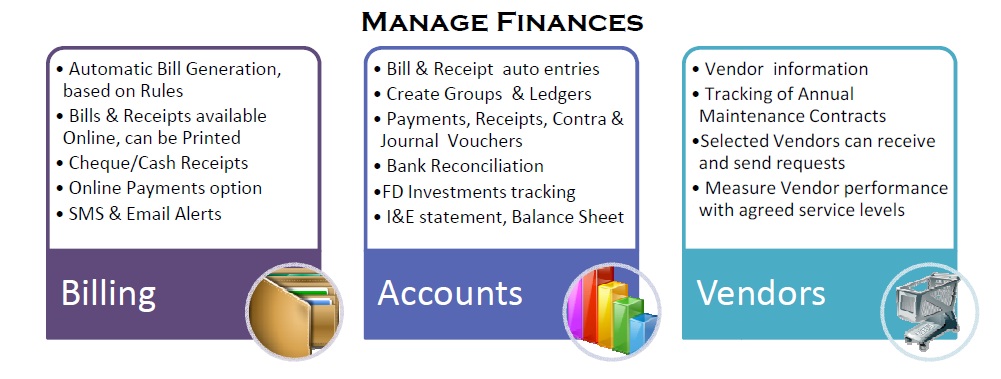 MANAGE FINANCES
• Automatic Bill Generation,
based on Rules
• Bills & Receipts available
Online, can be Printed
• Cheque/Cash Receipts
• Online Payments option
• SMS & Email Alerts
Billing
• Bill & Receipt auto entries
• Create Groups & Ledgers
• Payments, Receipts, Contra &
Journal Vouchers
• Bank Reconciliation
•FD Investments tracking
• I&E statement, Balance Sheet
Accounts
• Vendor information
• Tracking of Annual
Maintenance Contracts
•Selected Vendors can receive
and send requests
• Measure Vendor performance
with agreed service levels
Vendors